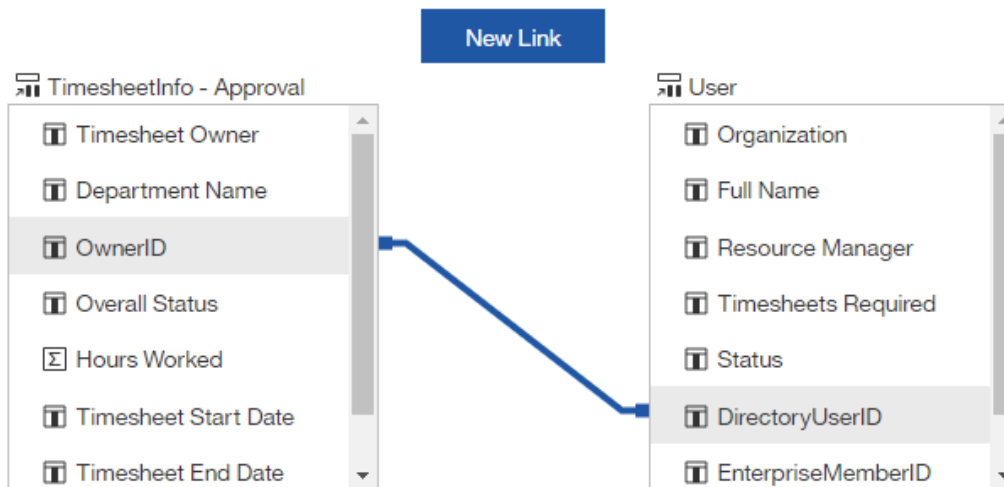 New Link
TimesheetInfo - Approval
Timesheet Owner
Department Name
OwnerID
Overall Status
Hours Worked
Timesheet Start Date
Timesheet End Date
User
Organization
Full Name
Resource Manager
Timesheets Required
Status
DirectoryUserID
EnterpriseMemberID